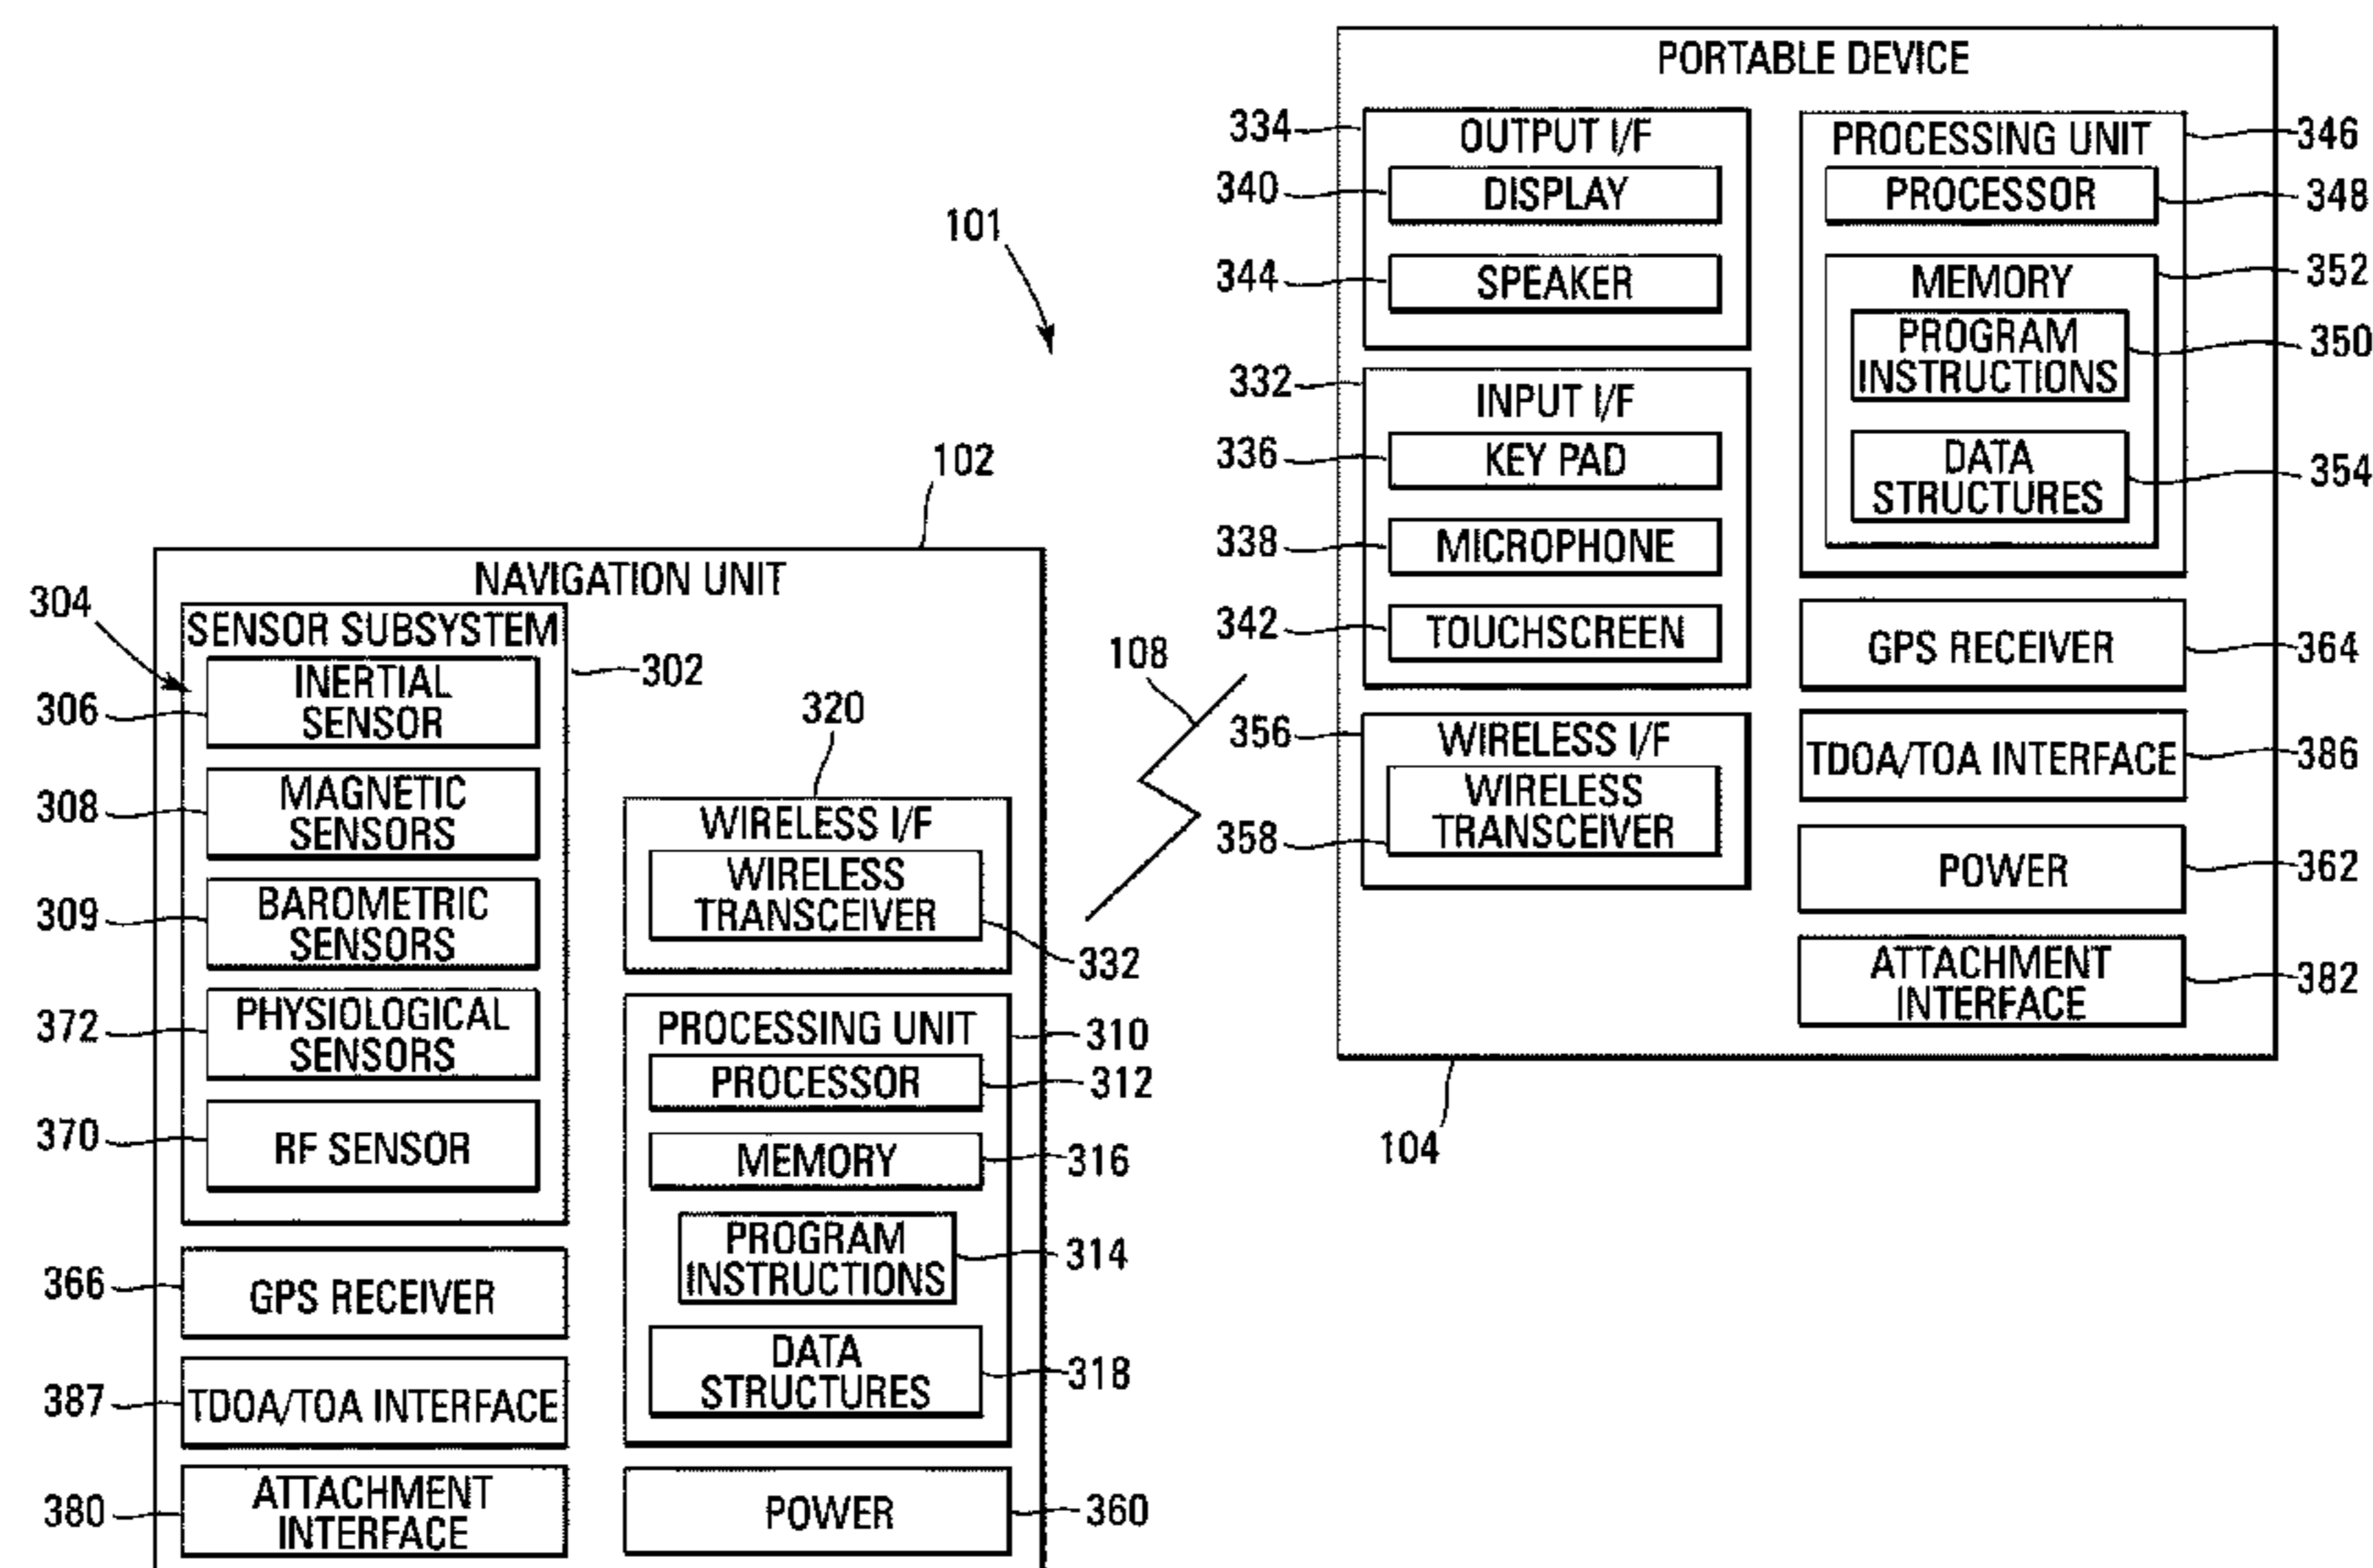 101
PORTABLE DEVICE
334
OUTPUT I/F
340
DISPLAY
344
SPEAKER
332
INPUT I/F
336
KEY PAD
338
MICROPHONE
342
TOUCHSCREEN
356
WIRELESS I/F
358
WIRELESS
TRANSCEIVER
PROCESSING UNIT
346
PROCESSOR
348
MEMORY
352
PROGRAM
INSTRUCTIONS
350
DATA
STRUCTURES
354
GPS RECEIVER
364
TDOA/TOA INTERFACE
386
POWER
362
ATTACHMENT
INTERFACE
382
104
108
102
NAVIGATION UNIT
304
SENSOR SUBSYSTEM
302
306
INERTIAL
SENSOR
308
MAGNETIC
SENSORS
309
BAROMETRIC
SENSORS
372
PHYSIOLOGICAL
SENSORS
370
RF SENSOR
366
GPS RECEIVER
387
TDOA/TOA INTERFACE
380
ATTACHMENT
INTERFACE
320
WIRELESS I/F
WIRELESS
TRANSCEIVER
332
PROCESSING UNIT
310
PROCESSOR
312
MEMORY
316
PROGRAM
INSTRUCTIONS
314
DATA
STRUCTURES
318
POWER
360